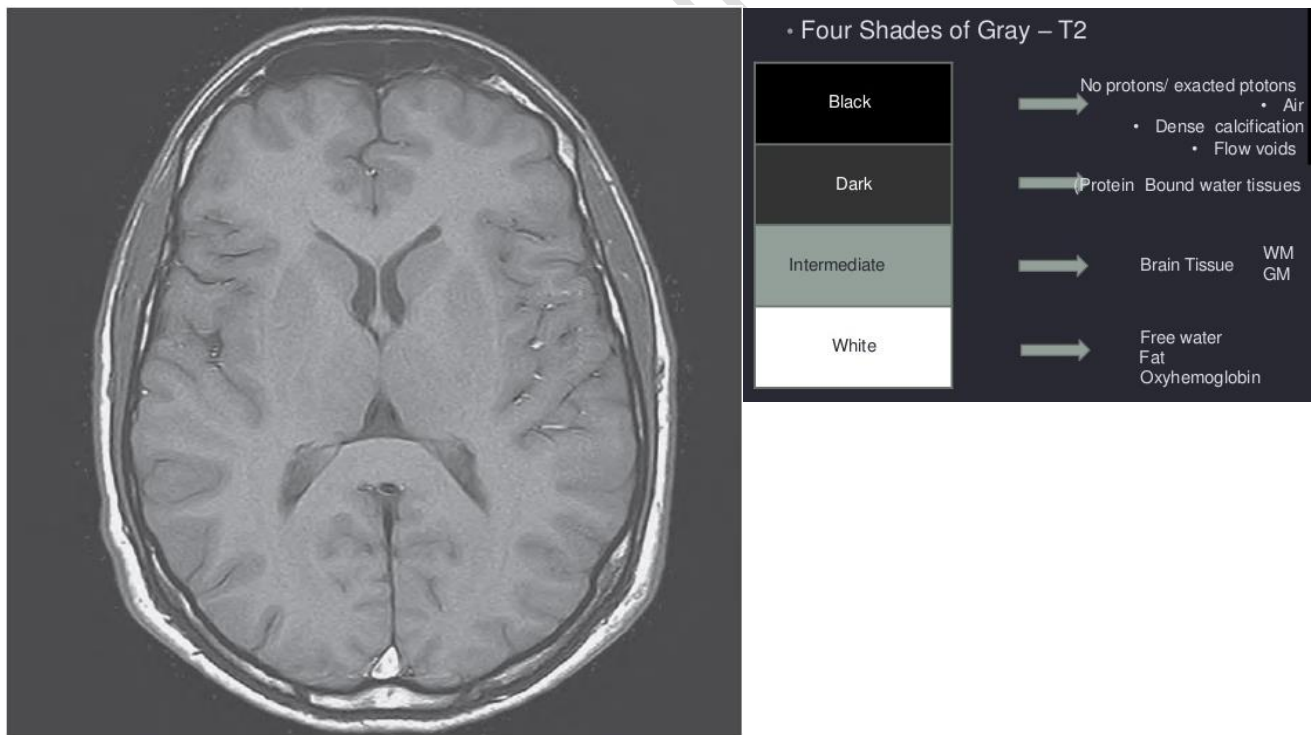 • Four Shades of Gray – T2
Black
No protons/ exacted ptotons
• Air
• Dense calcification
• Flow voids
Dark
(Protein Bound water tissues
Intermediate
Brain Tissue
WM
GM
White
Free water
Fat
Oxyhemoglobin